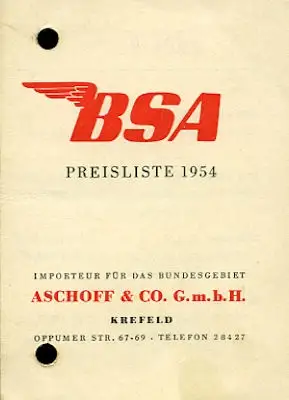 BSA
PREISLISTE 1954
IMPORTEUR FÜR DAS BUNDESGEBIET
ASCHOFF & CO. G.m.b.H.
KREFELD
OPPUMER STR. 67-69 · TELEFON 28427